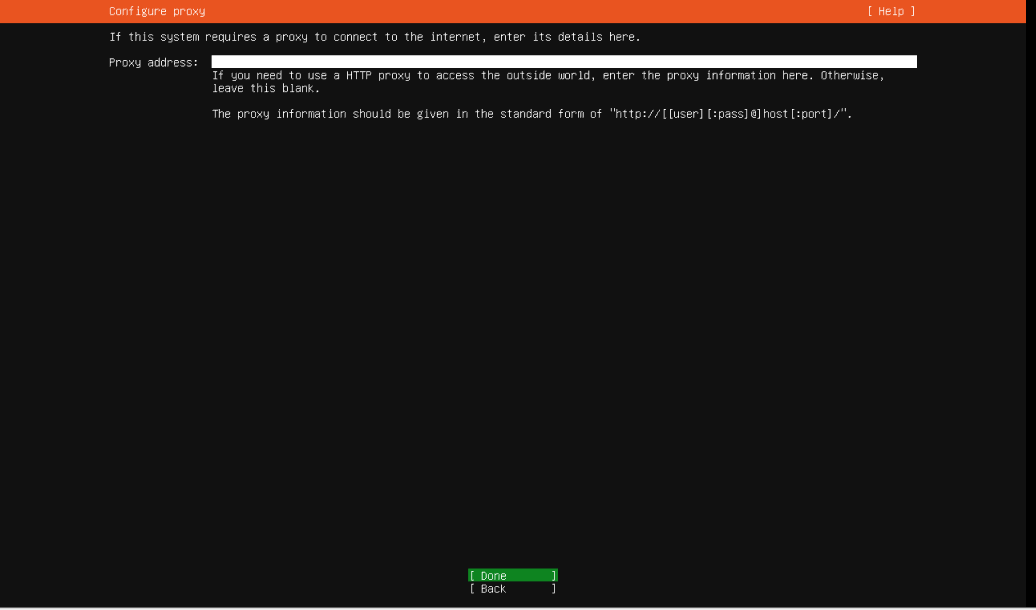 Configure proxy [ Help ]
If this system requires a proxy to connect to the internet, enter its details here.
Proxy address:
If you need to use a HTTP proxy to access the outside world, enter the proxy information here. Otherwise,
leave this blank.
The proxy information should be given in the standard form of "http://[[user][:pass]@]host[:port]/".
[ Done ]
[ Back ]